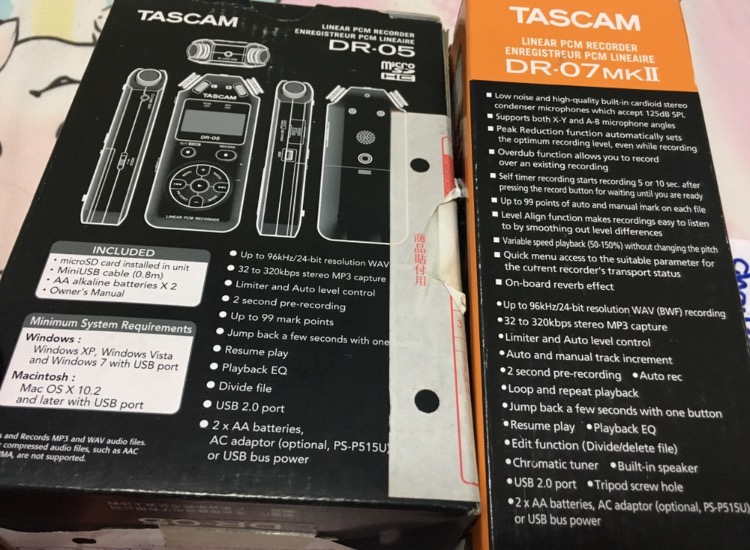 TASCAM
LINEAR PCM RECORDER
ENREGISTREUR PCM LINEAIRE
DR-05
micro
SD
HC
TASCAM
DR-05
LINEAR PCM RECORDER
INCLUDED
• microSD card installed in unit
• MiniUSB cable (0.8m)
• AA alkaline batteries X 2
• Owner's Manual
Minimum System Requirements
Windows :
Windows XP, Windows Vista
and Windows 7 with USB port
Macintosh :
Mac OS X 10.2
and later with USB port
s and Records MP3 and WAV audio files.
compressed audio files, such as AAC
MA, are not supported.
• Up to 96kHz/24-bit resolution WAV
• 32 to 320kbps stereo MP3 capture
• Limiter and Auto level control
• 2 second pre-recording
• Up to 99 mark points
• Jump back a few seconds with one
• Resume play
• Playback EQ
• Divide file
• USB 2.0 port
• 2 x AA batteries,
AC adaptor (optional, PS-P515U)
or USB bus power
商品貼付用
DR-05
TASCAM
LINEAR PCM RECORDER
ENREGISTREUR PCM LINEAIRE
DR-07MKII
■ Low noise and high-quality built-in cardioid stereo
condenser microphones which accept 125dB SPL
■ Supports both X-Y and A-B microphone angles
■ Peak Reduction function automatically sets
the optimum recording level, even while recording
■ Overdub function allows you to record
over an existing recording
■ Self timer recording starts recording 5 or 10 sec. after
pressing the record button for waiting until you are ready
■ Up to 99 points of auto and manual mark on each file
■ Level Align function makes recordings easy to listen
to by smoothing out level differences
■ Variable speed playback (50-150%) without changing the pitch
■ Quick menu access to the suitable parameter for
the current recorder's transport status
■ On-board reverb effect
• Up to 96kHz/24-bit resolution WAV (BWF) recording
• 32 to 320kbps stereo MP3 capture
• Limiter and Auto level control
• Auto and manual track increment
• 2 second pre-recording • Auto rec
• Loop and repeat playback
• Jump back a few seconds with one button
• Resume play • Playback EQ
• Edit function (Divide/delete file)
• Chromatic tuner • Built-in speaker
• USB 2.0 port • Tripod screw hole
• 2 x AA batteries, AC adaptor (optional, PS-P515U)
or USB bus power